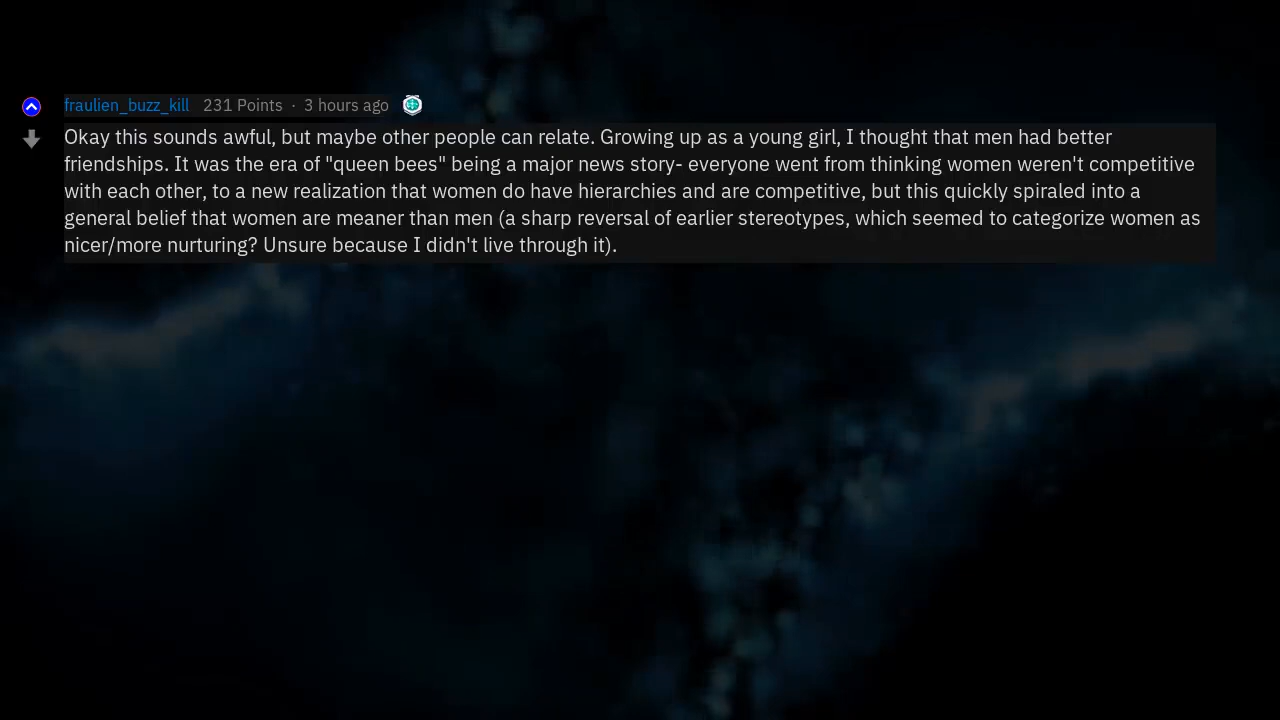 fraulien_buzz_kill 231 Points · 3 hours ago
Okay this sounds awful, but maybe other people can relate. Growing up as a young girl, I thought that men had better
friendships. It was the era of "queen bees" being a major news story- everyone went from thinking women weren't competitive
with each other, to a new realization that women do have hierarchies and are competitive, but this quickly spiraled into a
general belief that women are meaner than men (a sharp reversal of earlier stereotypes, which seemed to categorize women as
nicer/more nurturing? Unsure because I didn't live through it).